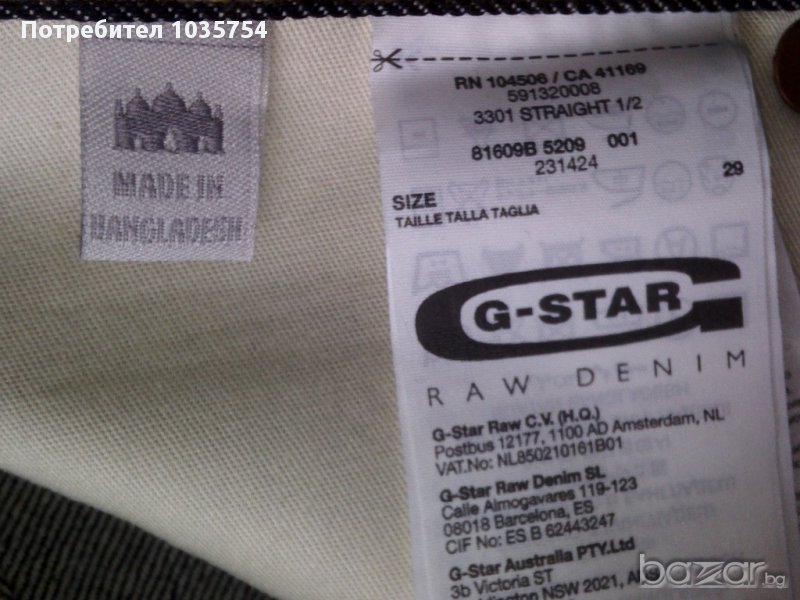 Потребител 1035754
MADE IN
BANGLADESH
RN 104506 / CA 41169
591320008
3301 STRAIGHT 1/2
81609B 5209 001
231424
SIZE 29
TAILLE TALLA TAGLIA
G-STAR
RAW DENIM
G-Star Raw C.V. (H.Q.)
Postbus 12177, 1100 AD Amsterdam, NL
VAT.No: NL850210161B01
G-Star Raw Denim SL
Calle Almogavares 119-123
08018 Barcelona, ES
CIF No: ES B 62443247
G-Star Australia PTY.Ltd
3b Victoria ST
NSW 2021,
bazar.bg